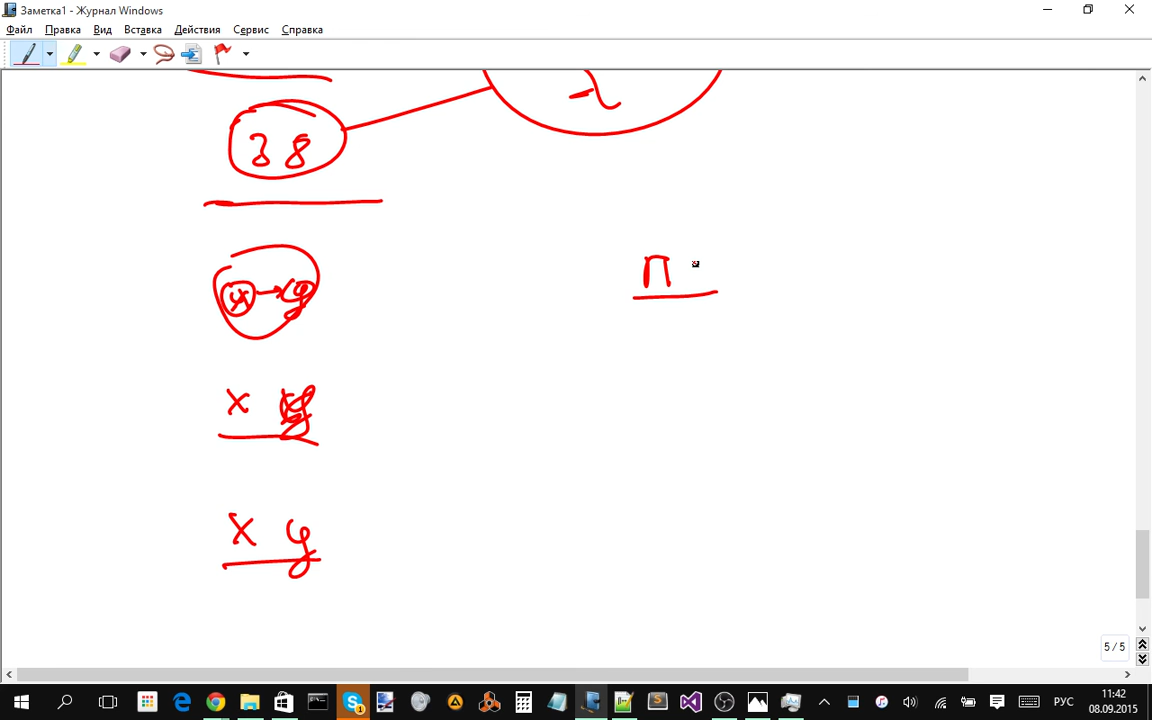 Заметка1 - Журнал Windows
Файл Правка Вид Вставка Действия Сервис Справка
2
38
x → y
П
x
x y
5 / 5
РУС
11:42
08.09.2015